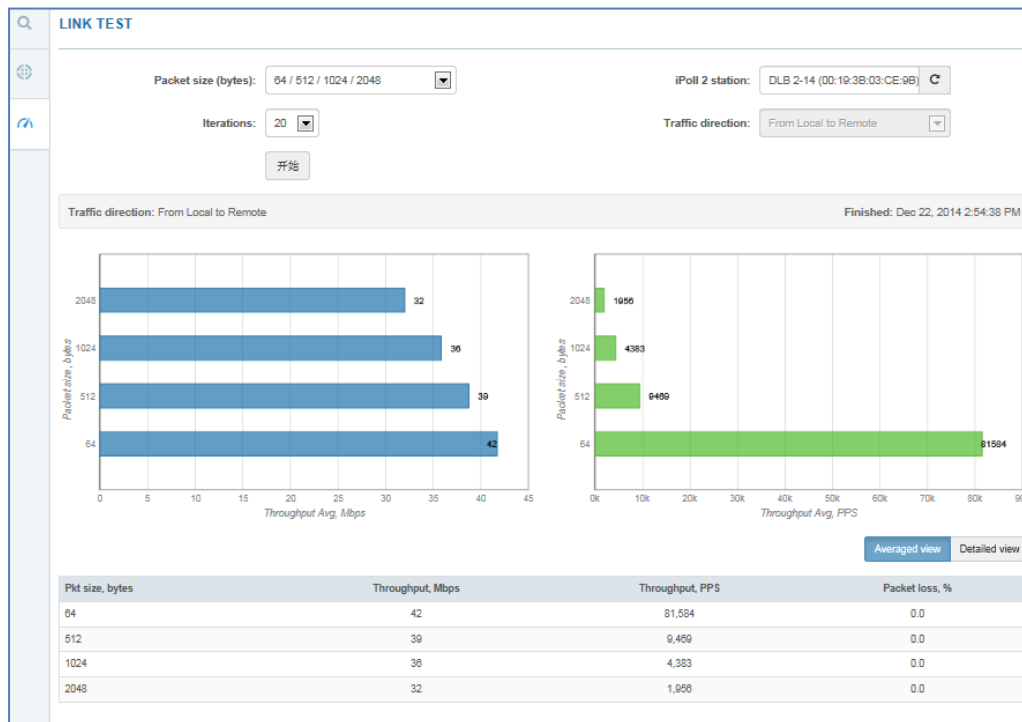 LINK TEST
Packet size (bytes): 64 / 512 / 1024 / 2048 iPoll 2 station: DLB 2-14 (00:19:3B:03:CE:9B)
Iterations: 20 Traffic direction: From Local to Remote
开始
Traffic direction: From Local to Remote Finished: Dec 22, 2014 2:54:38 PM
Packet size, bytes
2048 32
1024 36
512 39
64 42
0 5 10 15 20 25 30 35 40 45
Throughput Avg, Mbps
Packet size, bytes
2048 1956
1024 4383
512 9469
64 81584
0k 10k 20k 30k 40k 50k 60k 70k 80k
Throughput Avg, PPS
Averaged view Detailed view
Pkt size, bytes Throughput, Mbps Throughput, PPS Packet loss, %
64 42 81,584 0.0
512 39 9,469 0.0
1024 36 4,383 0.0
2048 32 1,956 0.0